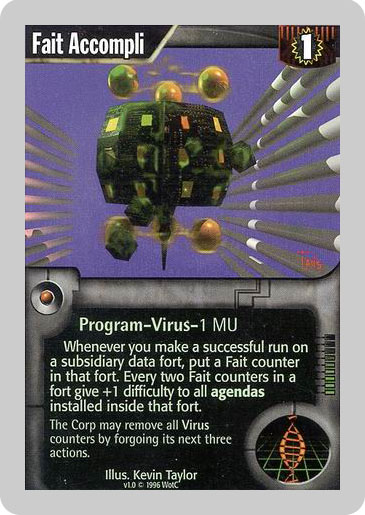 Fait Accompli
1
Taylor
Program-Virus-1 MU
Whenever you make a successful run on
a subsidiary data fort, put a Fait counter
in that fort. Every two Fait counters in a
fort give +1 difficulty to all agendas
installed inside that fort.
The Corp may remove all Virus
counters by forgoing its next three
actions.
Illus. Kevin Taylor
v1.0 © 1996 WotC